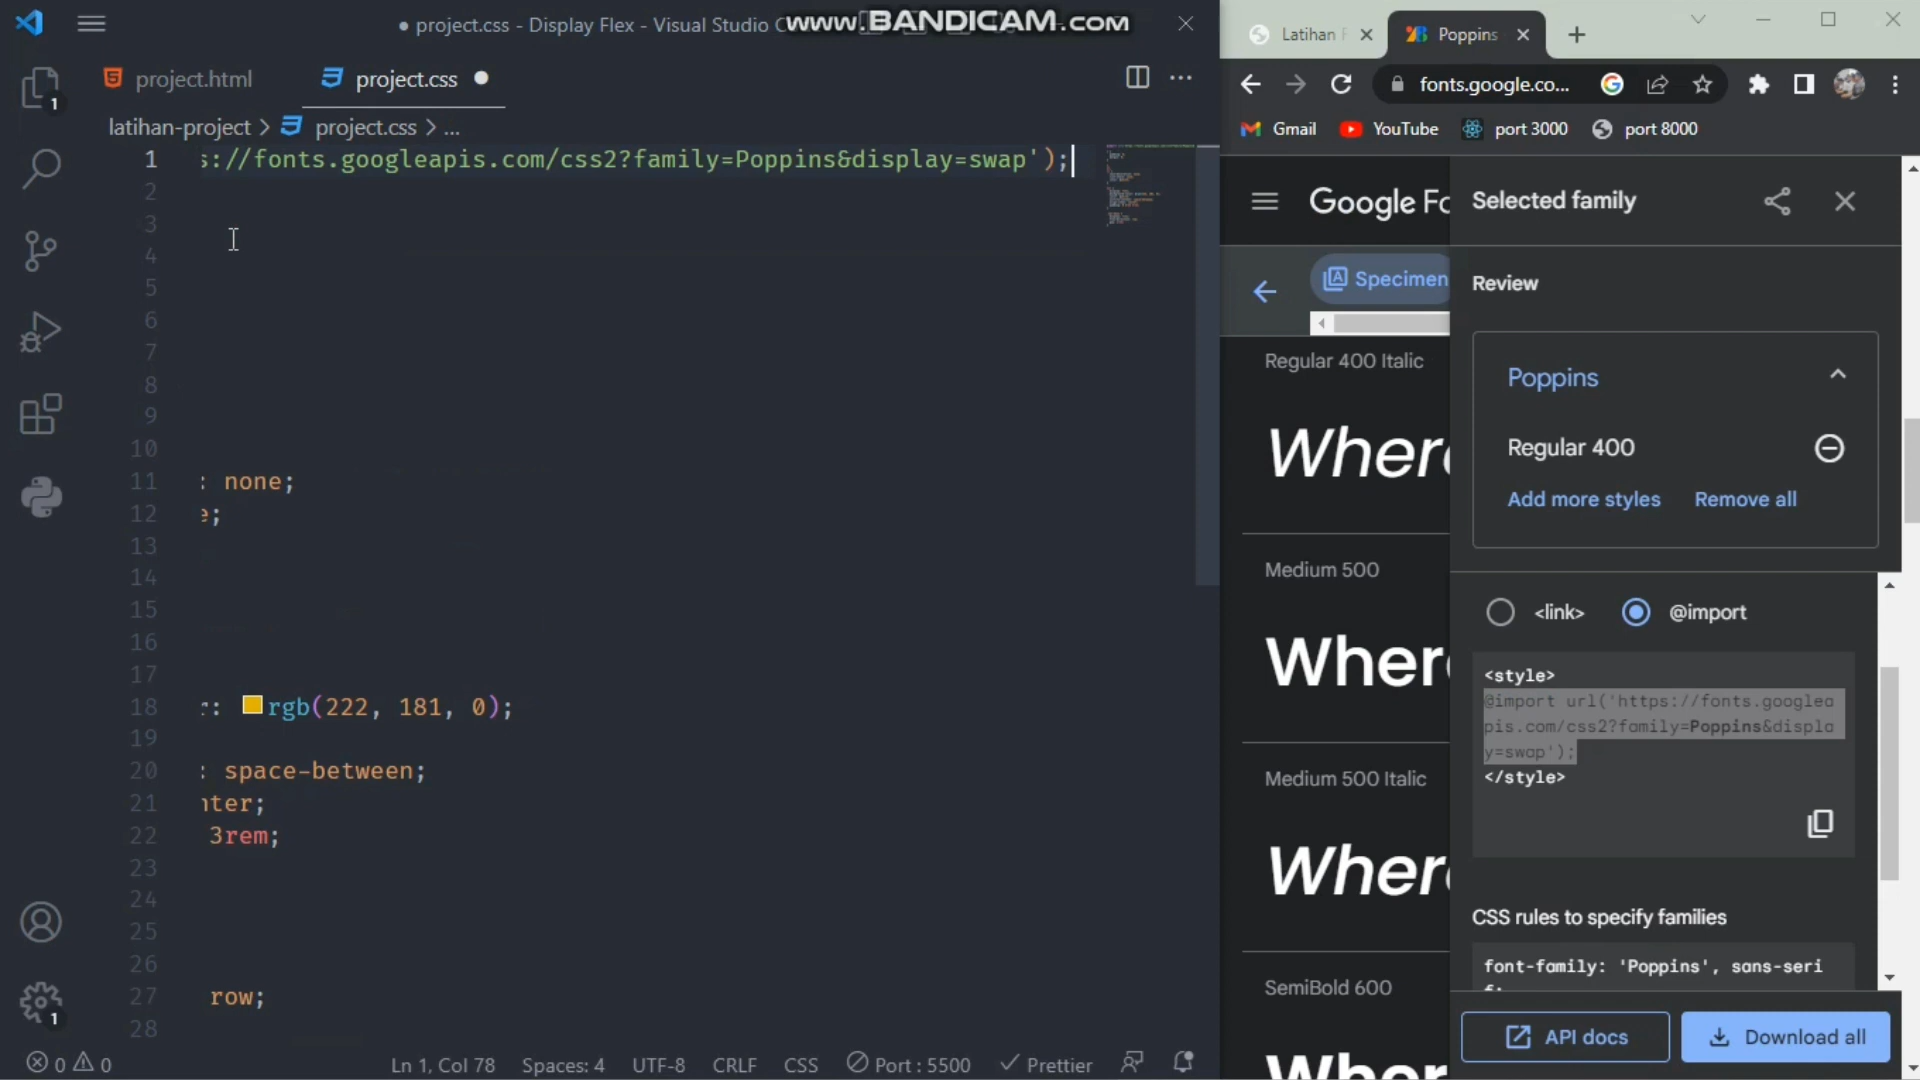 ● project.css - Display Flex - Visual Studio C
www.BANDICAM.com
project.html
project.css ●
latihan-project > project.css > ...
1 s://fonts.googleapis.com/css2?family=Poppins&display=swap');
2
3
4
5
6
7
8
9
10
11 : none;
12 e;
13
14
15
16
17
18 r: rgb(222, 181, 0);
19
20 : space-between;
21 nter;
22 3rem;
23
24
25
26
27 row;
28
1
1
0 0
Ln 1, Col 78 Spaces: 4 UTF-8 CRLF CSS Port : 5500 Prettier
Latihan F
Poppins
fonts.google.co...
Gmail YouTube port 3000 port 8000
Google Fo
Specimen
Regular 400 Italic
Where
Medium 500
Where
Medium 500 Italic
Where
SemiBold 600
Where
Selected family
Review
Poppins
Regular 400
Add more styles Remove all
<link> @import
<style>
@import url('https://fonts.googlea
pis.com/css2?family=Poppins&displa
y=swap');
</style>
CSS rules to specify families
font-family: 'Poppins', sans-seri
f;
API docs Download all